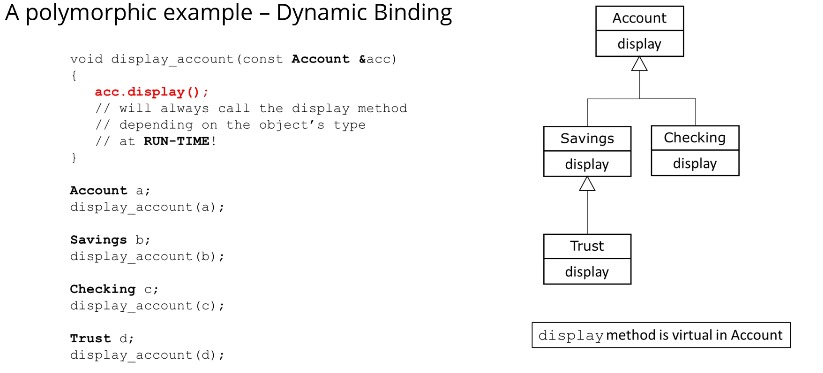 A polymorphic example – Dynamic Binding
void display_account(const Account &acc)
{
acc.display();
// will always call the display method
// depending on the object’s type
// at RUN-TIME!
}
Account a;
display_account(a);
Savings b;
display_account(b);
Checking c;
display_account(c);
Trust d;
display_account(d);
Account
display
Savings
display
Checking
display
Trust
display
display method is virtual in Account